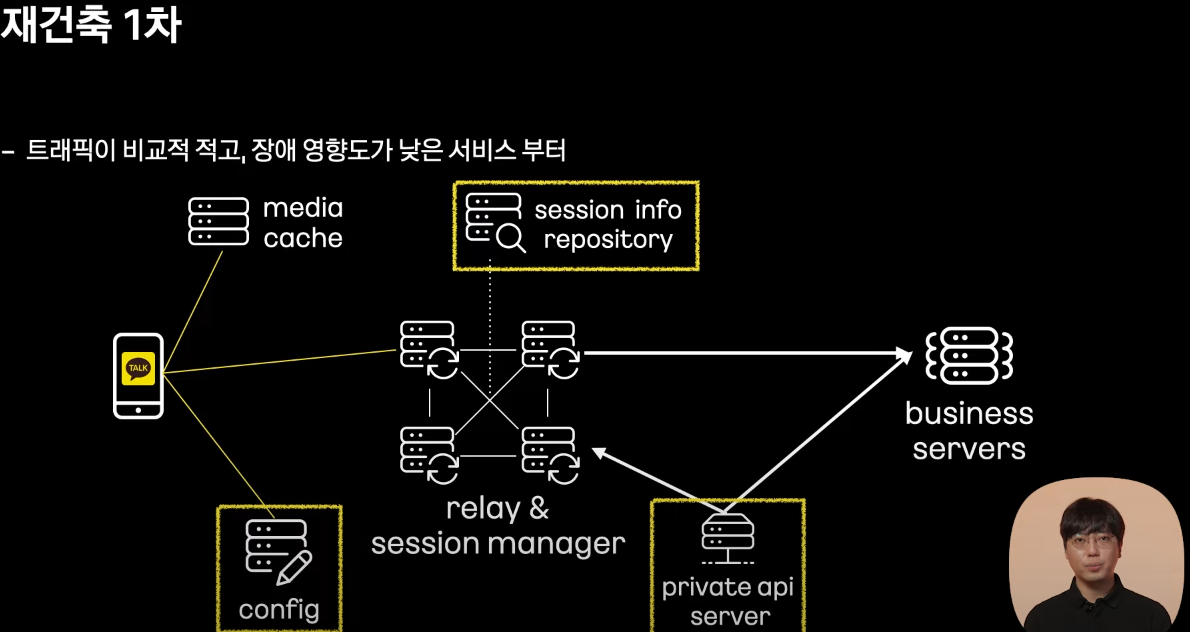 재건축 1차
– 트래픽이 비교적 적고, 장애 영향도가 낮은 서비스 부터
media
cache
session info
repository
TALK
business
servers
relay &
session manager
config
private api
server